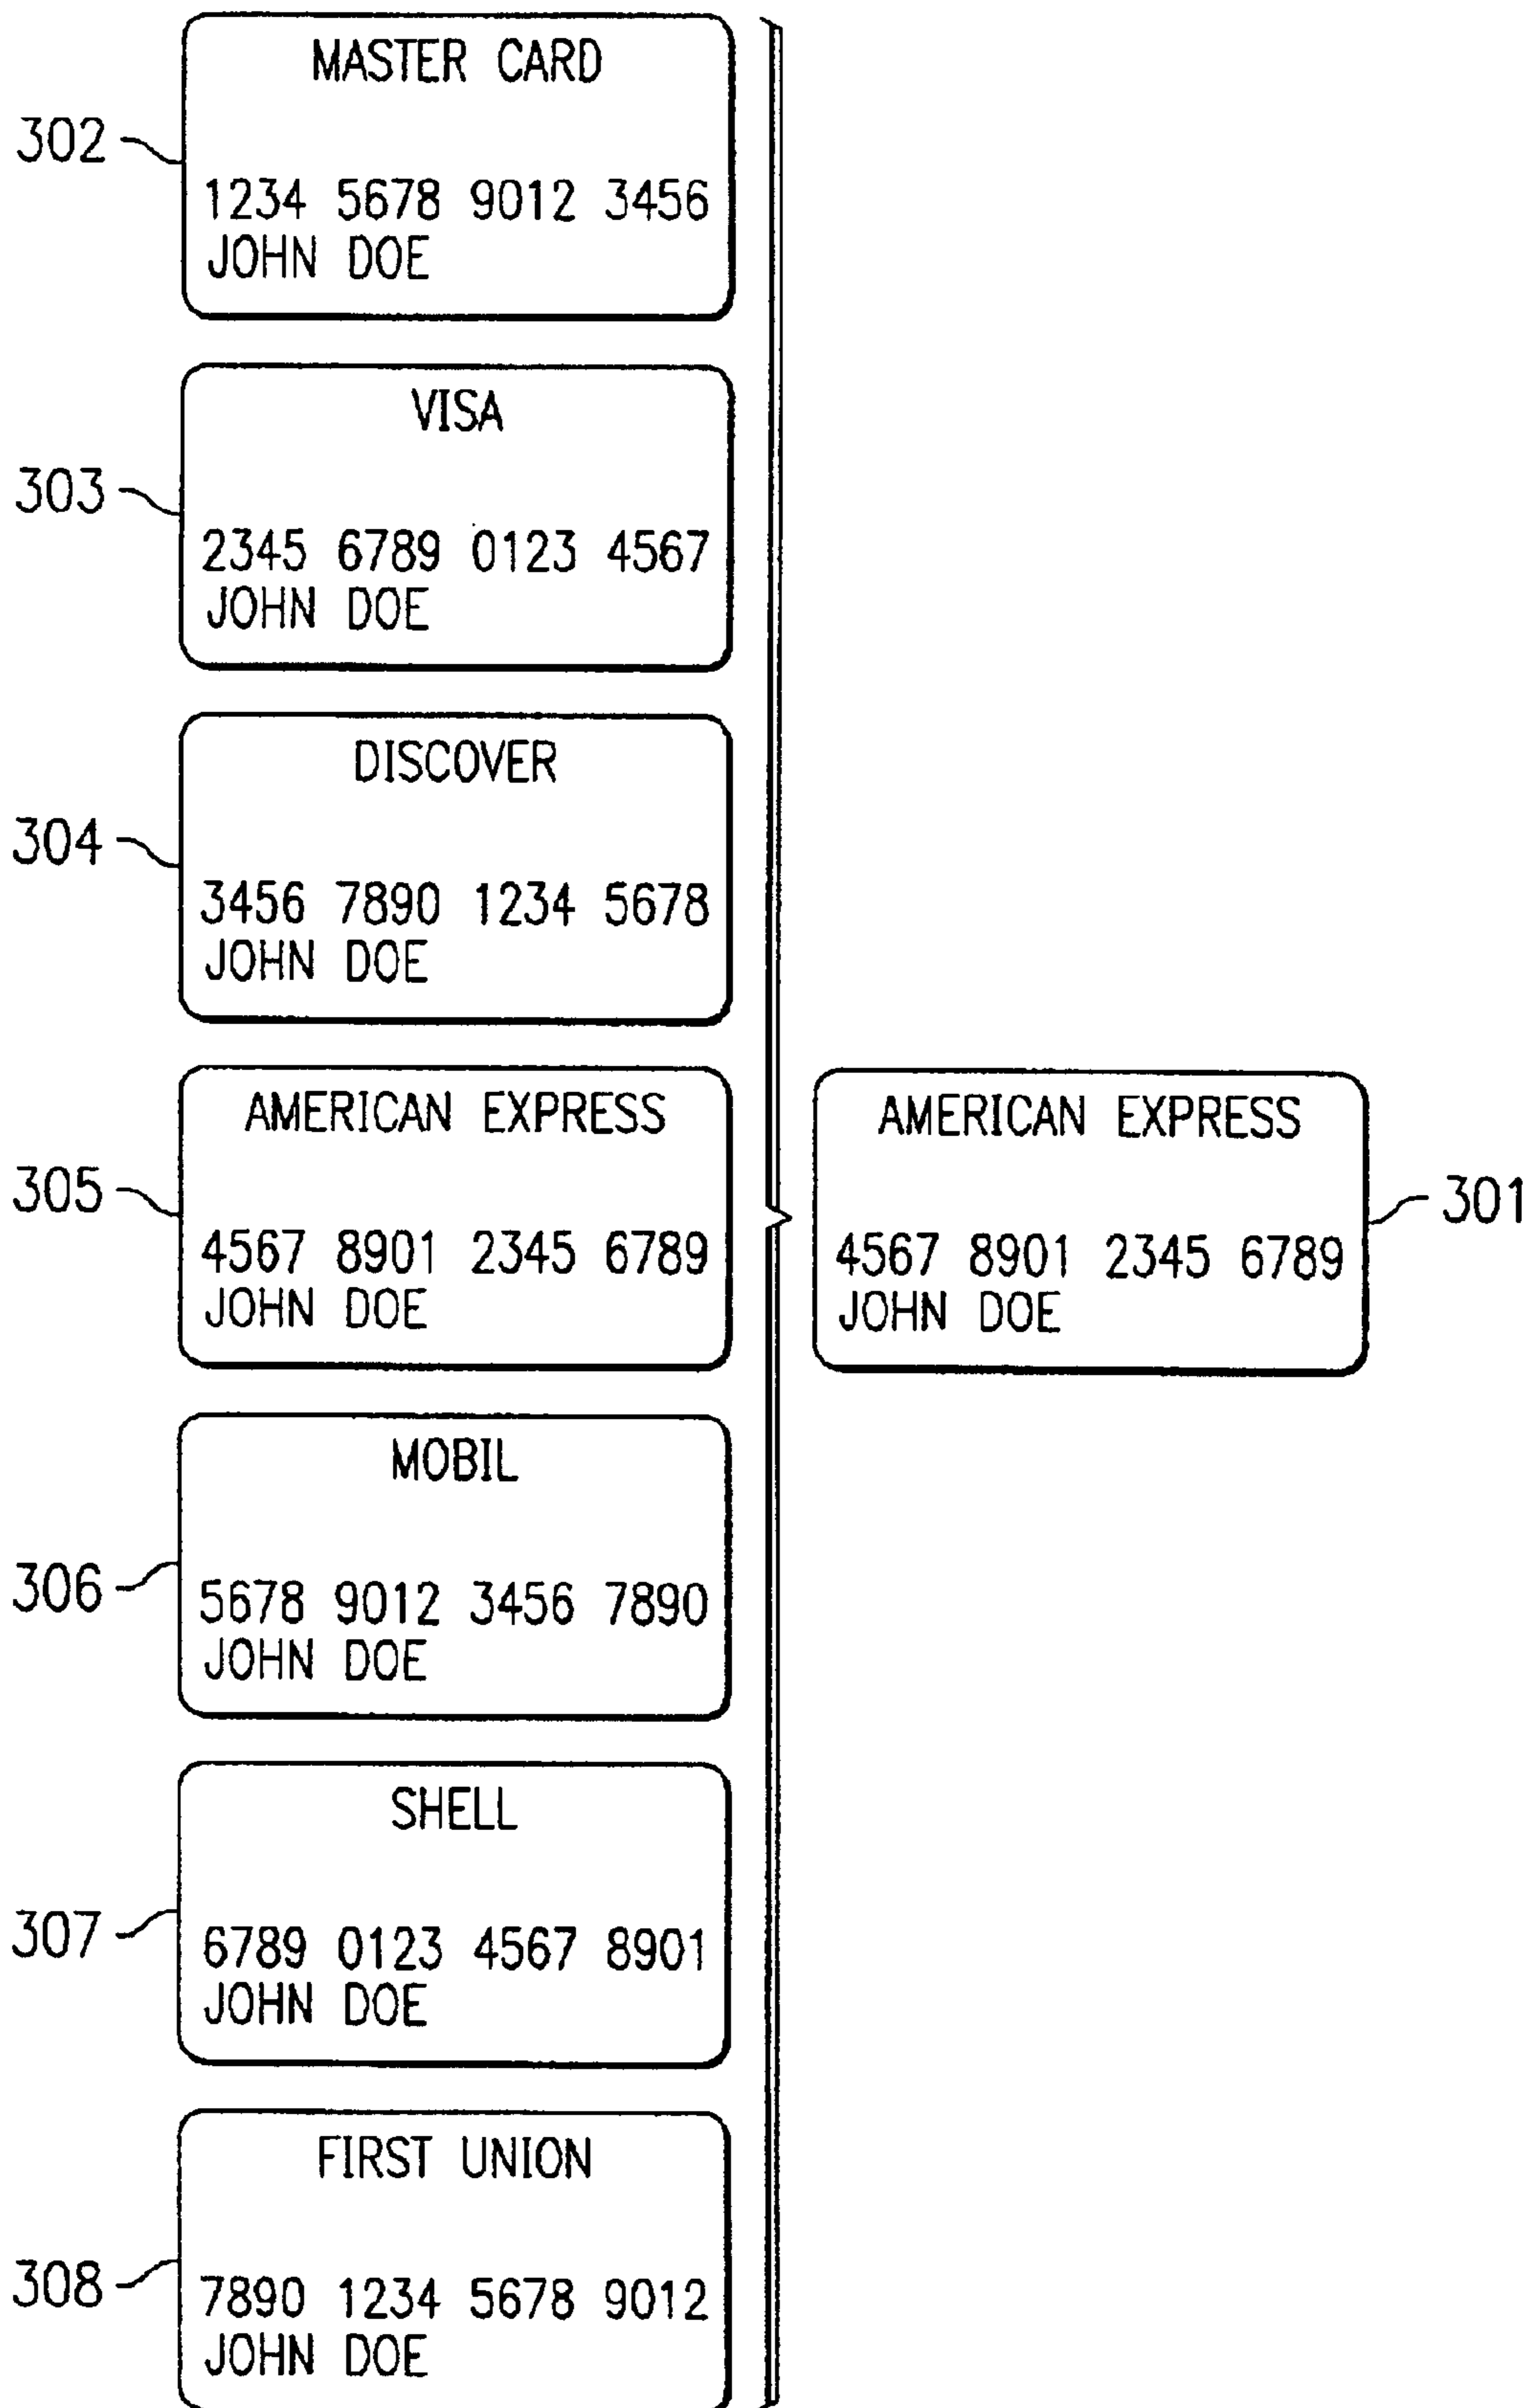 MASTER CARD
302
1234 5678 9012 3456
JOHN DOE
VISA
303
2345 6789 0123 4567
JOHN DOE
DISCOVER
304
3456 7890 1234 5678
JOHN DOE
AMERICAN EXPRESS
305
4567 8901 2345 6789
JOHN DOE
AMERICAN EXPRESS
301
4567 8901 2345 6789
JOHN DOE
MOBIL
306
5678 9012 3456 7890
JOHN DOE
SHELL
307
6789 0123 4567 8901
JOHN DOE
FIRST UNION
308
7890 1234 5678 9012
JOHN DOE